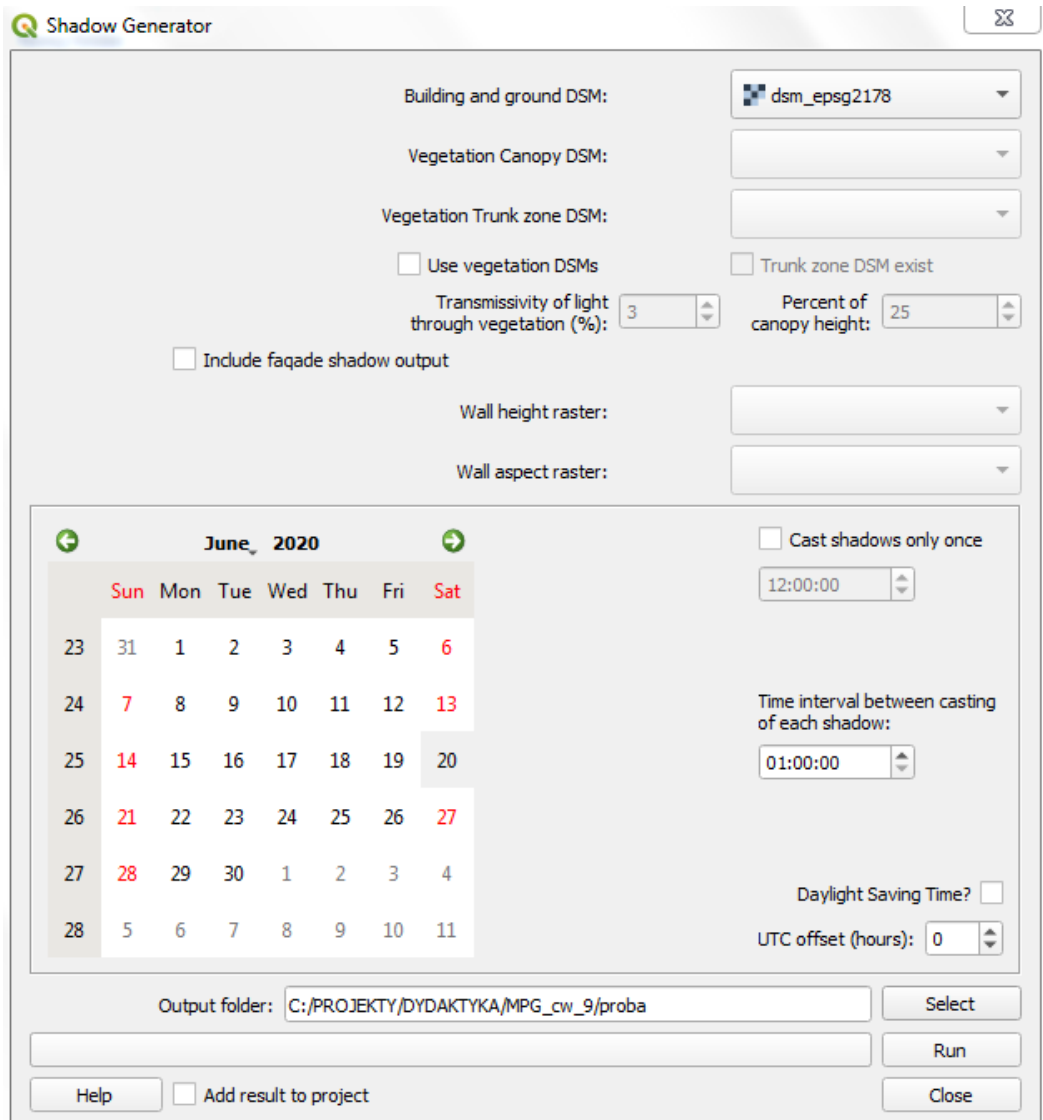 Shadow Generator
Building and ground DSM: dsm_epsg2178
Vegetation Canopy DSM:
Vegetation Trunk zone DSM:
Use vegetation DSMs Trunk zone DSM exist
Transmissivity of light
through vegetation (%): 3
Percent of
canopy height: 25
Include façade shadow output
Wall height raster:
Wall aspect raster:
June 2020
Cast shadows only once
Sun Mon Tue Wed Thu Fri Sat
12:00:00
23 31 1 2 3 4 5 6
24 7 8 9 10 11 12 13
Time interval between casting
of each shadow:
25 14 15 16 17 18 19 20
01:00:00
26 21 22 23 24 25 26 27
27 28 29 30 1 2 3 4
Daylight Saving Time?
28 5 6 7 8 9 10 11
UTC offset (hours): 0
Output folder: C:/PROJEKTY/DYDAKTYKA/MPG_cw_9/proba Select
Run
Help Add result to project Close